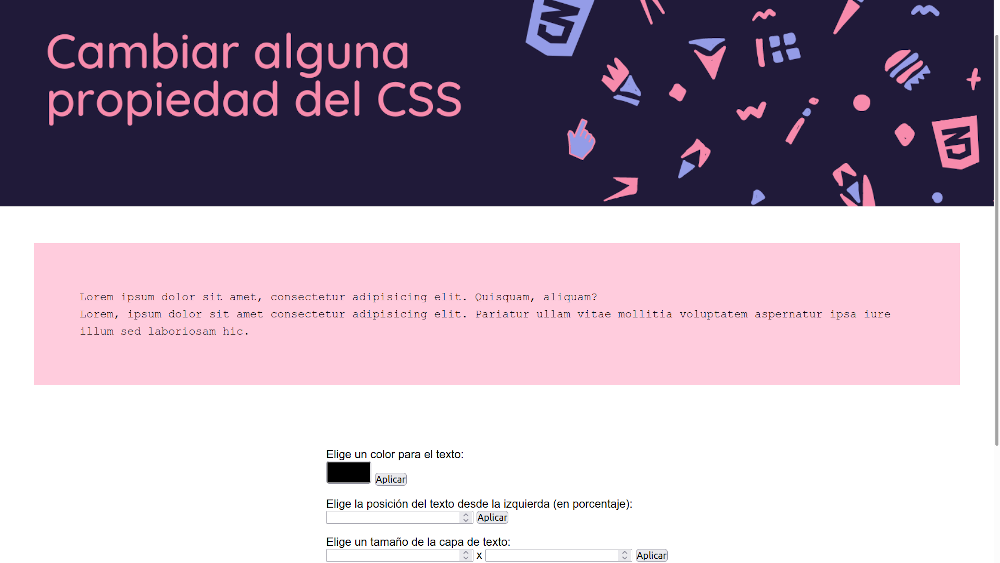 Cambiar alguna
propiedad del CSS
Lorem ipsum dolor sit amet, consectetur adipisicing elit. Quisquam, aliquam?
Lorem, ipsum dolor sit amet consectetur adipisicing elit. Pariatur ullam vitae mollitia voluptatem aspernatur ipsa iure
illum sed laboriosam hic.
Elige un color para el texto:
Aplicar
Elige la posición del texto desde la izquierda (en porcentaje):
Aplicar
Elige un tamaño de la capa de texto:
x Aplicar